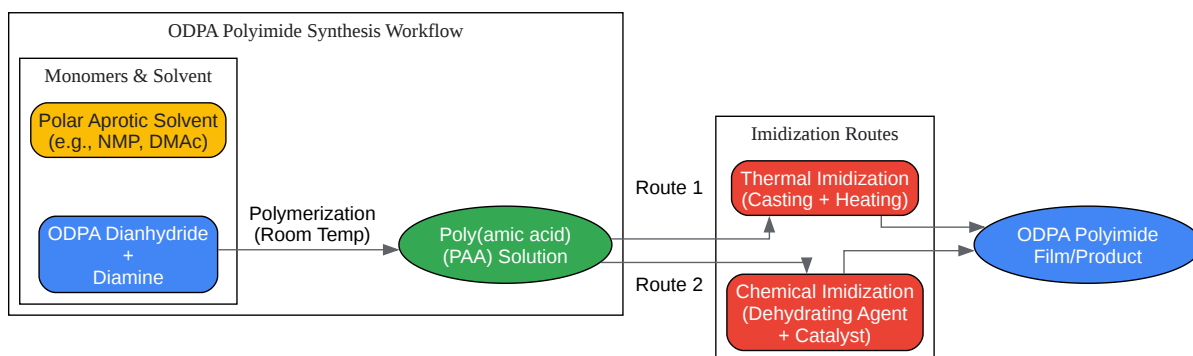 ODPA Polyimide Synthesis Workflow
Monomers & Solvent
Polar Aprotic Solvent
(e.g., NMP, DMAc)
ODPA Dianhydride
+
Diamine
Polymerization
(Room Temp)
Poly(amic acid)
(PAA) Solution
Route 1
Route 2
Imidization Routes
Thermal Imidization
(Casting + Heating)
Chemical Imidization
(Dehydrating Agent
+ Catalyst)
ODPA Polyimide
Film/Product